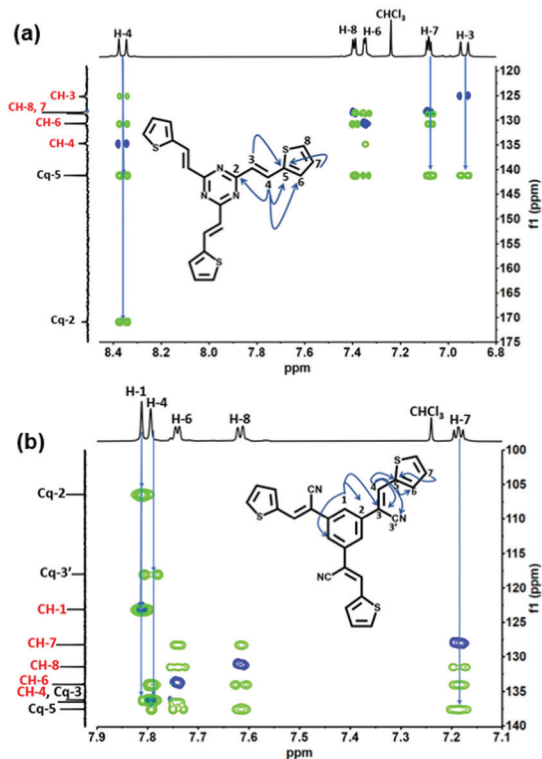 (a)
H-4
H-8
H-6
CHCl3
H-7
H-3
CH-3
CH-8, 7
CH-6
CH-4
Cq-5
Cq-2
120
125
130
135
140
145
150
155
160
165
170
175
f1 (ppm)
S
N
N
N
S
S
2
3
4
5
6
7
8
8.4
8.2
8.0
7.8
7.6
7.4
7.2
7.0
6.8
ppm
(b)
H-1
H-4
H-6
H-8
CHCl3
H-7
Cq-2
Cq-3'
CH-1
CH-7
CH-8
CH-6
CH-4, Cq-3
Cq-5
100
105
110
115
120
125
130
135
140
f1 (ppm)
S
CN
NC
S
S
CN
1
2
3
3'
4
5
6
7
7.9
7.8
7.7
7.6
7.5
7.4
7.3
7.2
7.1
ppm